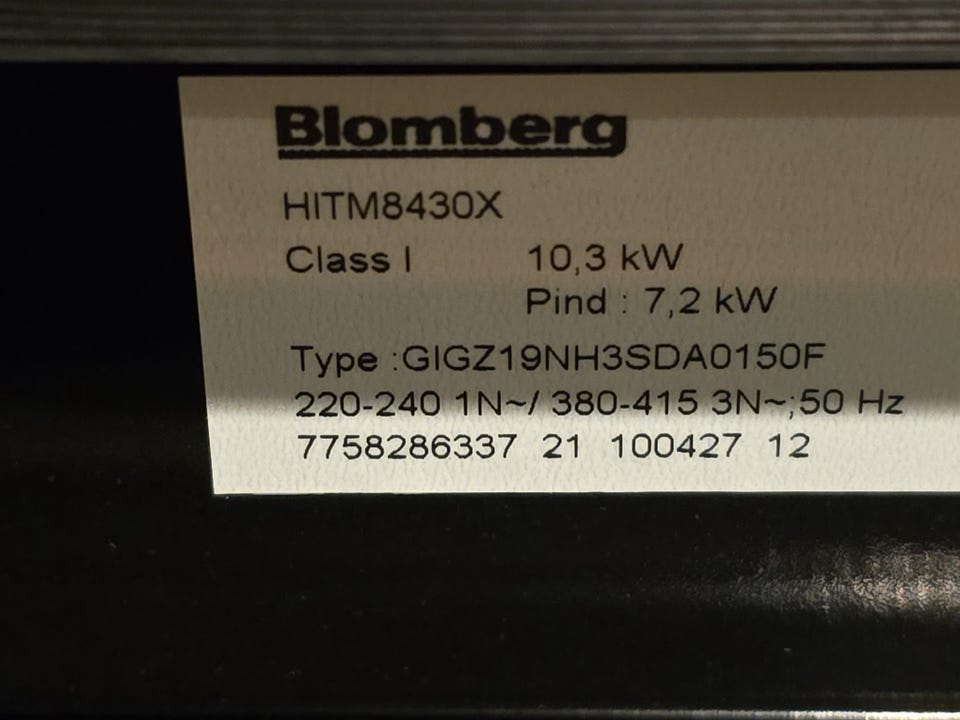 Blomberg
HITM8430X
Class I 10,3 kW
Pind : 7,2 kW
Type :GIGZ19NH3SDA0150F
220-240 1N~/ 380-415 3N~;50 Hz
7758286337 21 100427 12